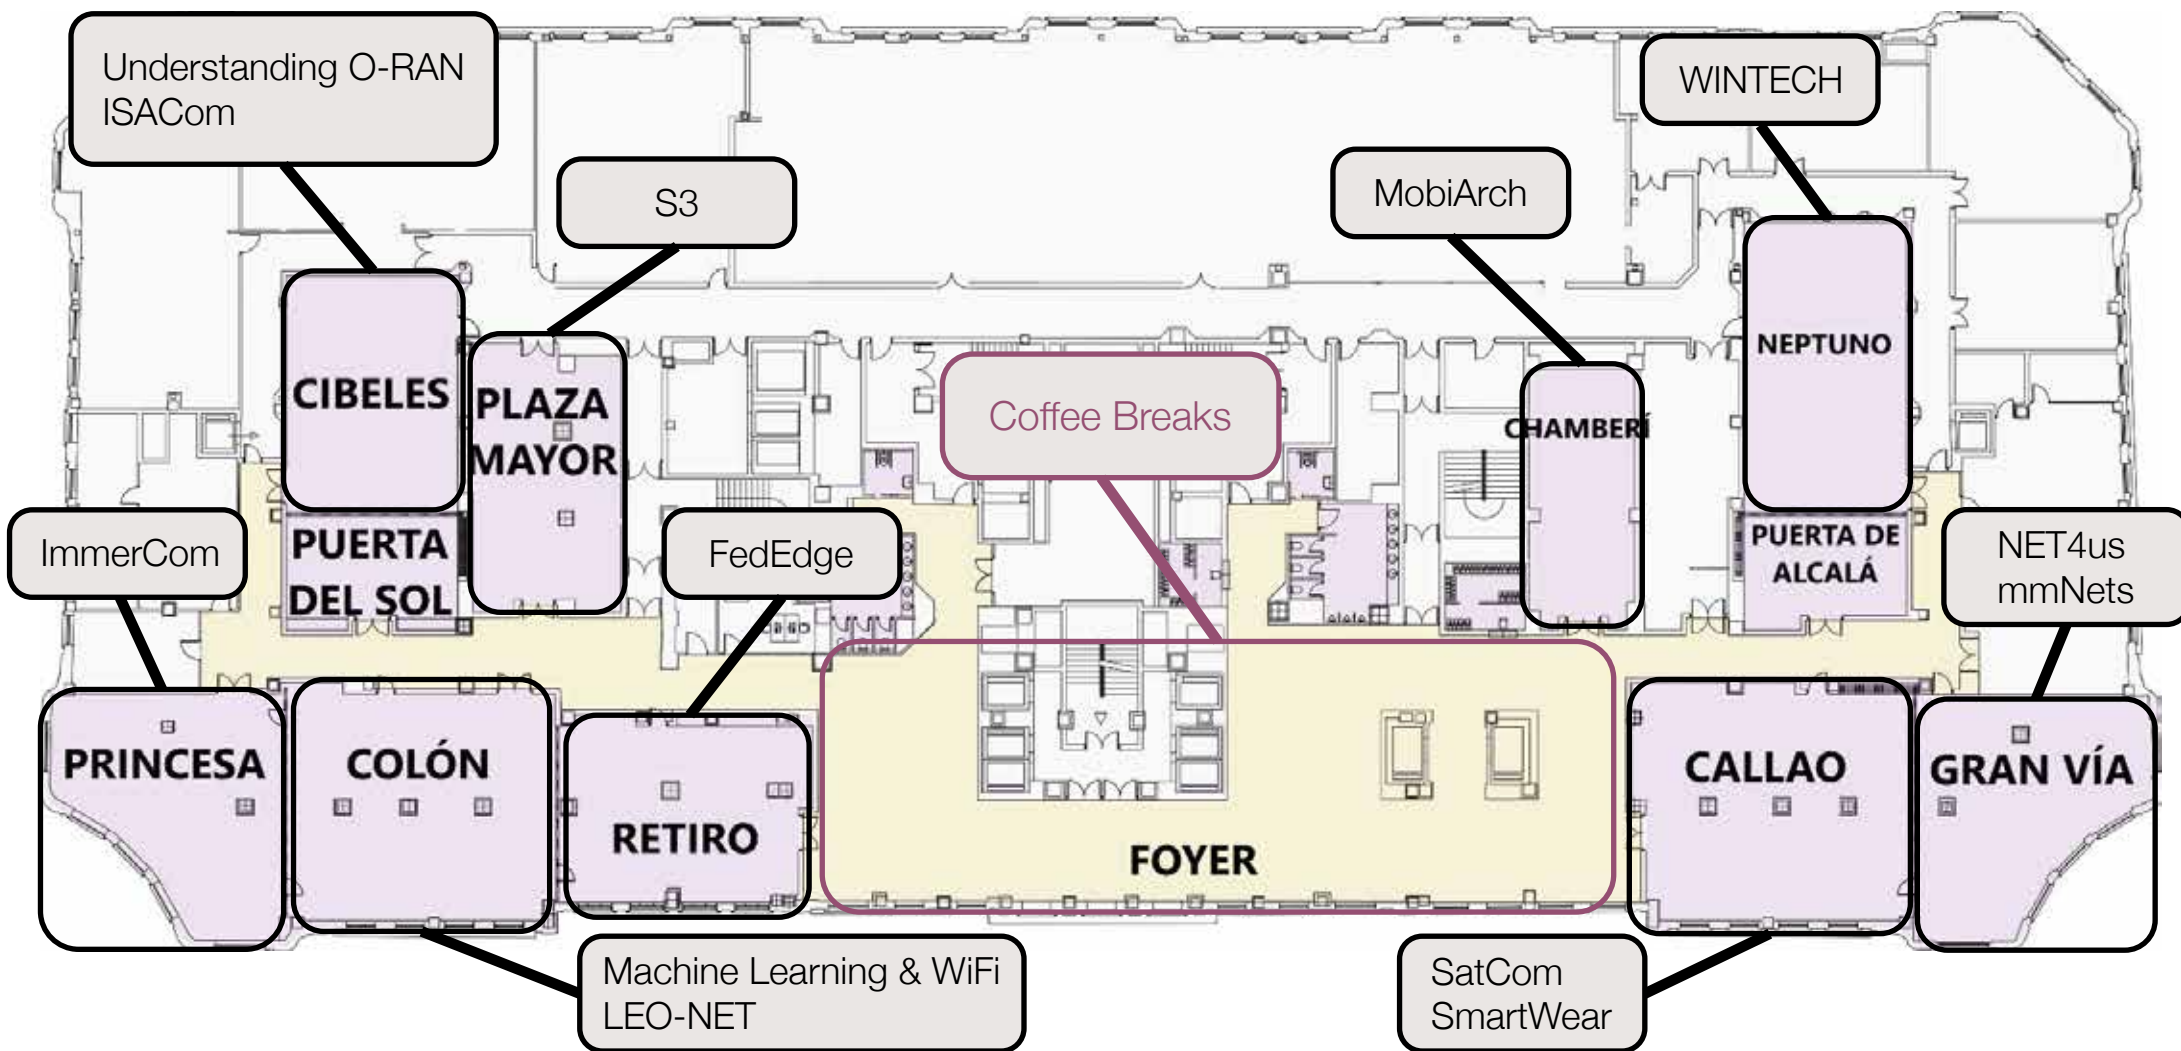 Understanding O-RAN
ISACom
WINTECH
S3
MobiArch
NEPTUNO
CIBELES
PLAZA
MAYOR
Coffee Breaks
CHAMBERÍ
ImmerCom
PUERTA
DEL SOL
FedEdge
PUERTA DE
ALCALÁ
NET4us
mmNets
PRINCESA
COLÓN
RETIRO
FOYER
CALLAO
GRAN VÍA
Machine Learning & WiFi
LEO-NET
SatCom
SmartWear